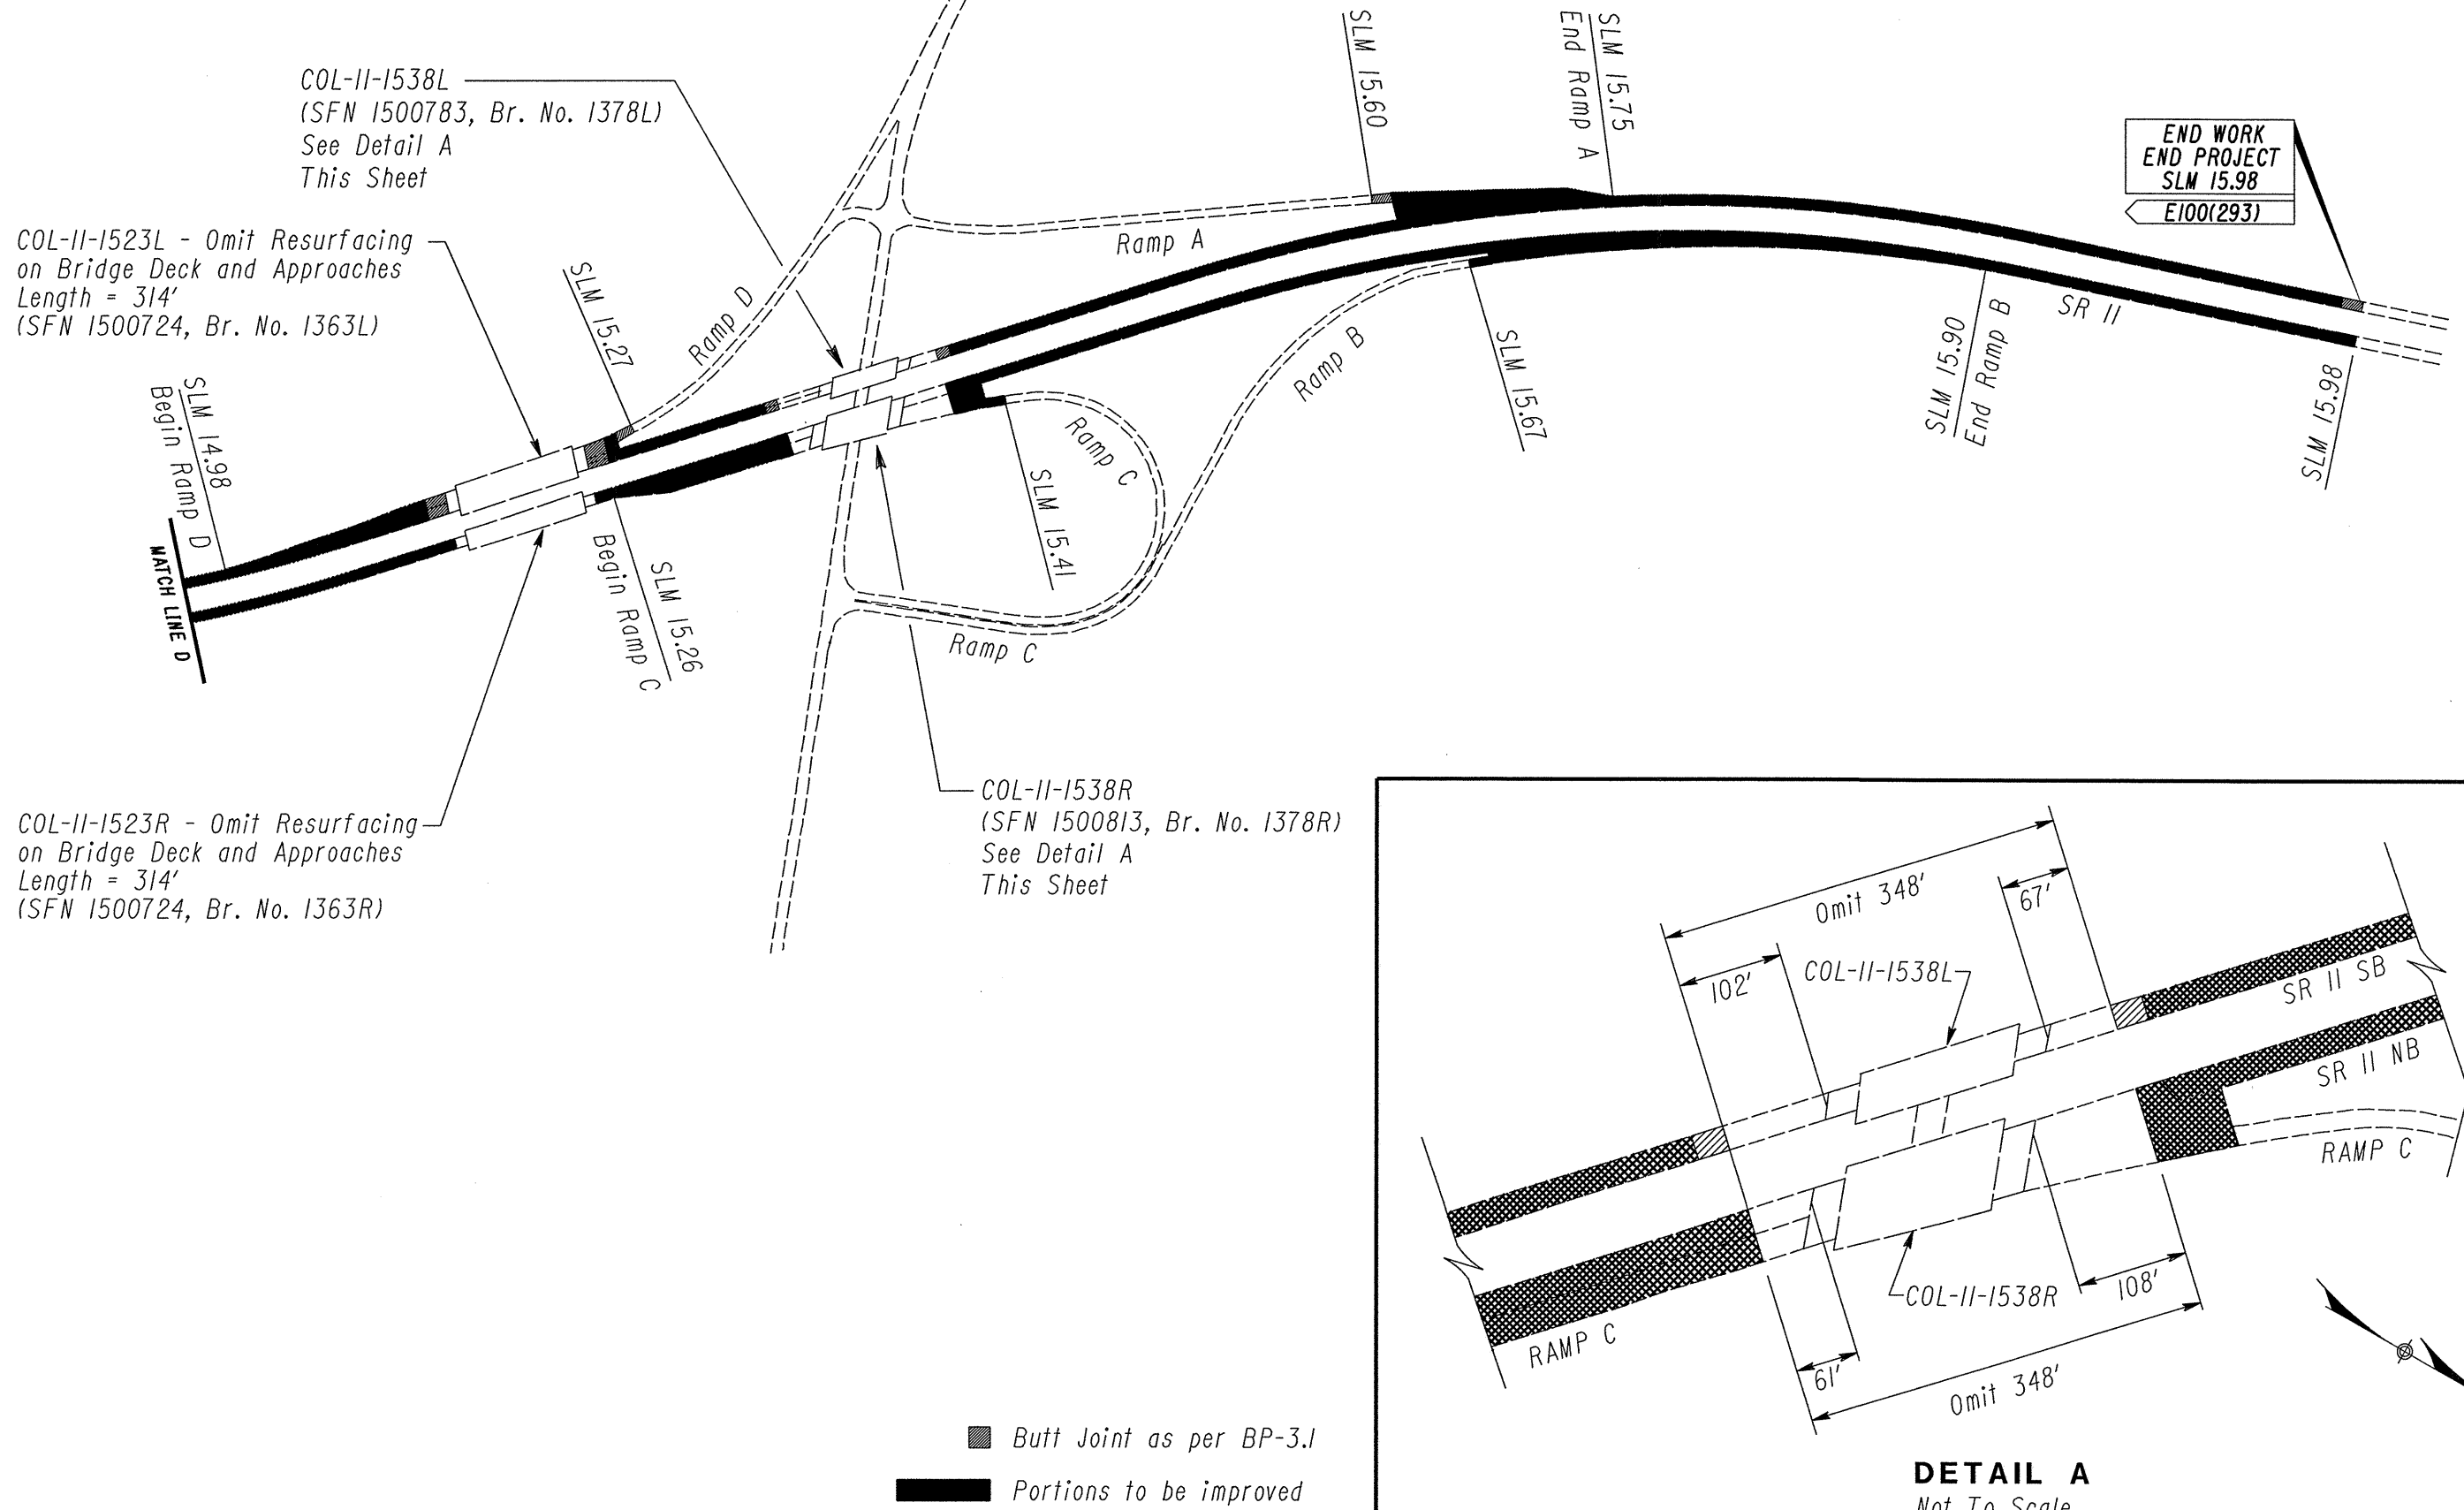 COL-11-1538L
(SFN 1500783, Br. No. 1378L)
See Detail A
This Sheet
COL-11-1523L - Omit Resurfacing
on Bridge Deck and Approaches
Length = 314'
(SFN 1500724, Br. No. 1363L)
SLM 14.98
Begin Ramp D
MATCH LINE D
SLM 15.27
Ramp D
SLM 15.26
Begin Ramp C
Ramp A
SLM 15.60
SLM 15.75
End Ramp A
END WORK
END PROJECT
SLM 15.98
E100(293)
Ramp B
Ramp C
SLM 15.41
Ramp C
SLM 15.67
SLM 15.90
End Ramp B
SR 11
SLM 15.98
COL-11-1523R - Omit Resurfacing
on Bridge Deck and Approaches
Length = 314'
(SFN 1500724, Br. No. 1363R)
COL-11-1538R
(SFN 1500813, Br. No. 1378R)
See Detail A
This Sheet
Omit 348'
67'
102'
COL-11-1538L
SR 11 SB
SR 11 NB
RAMP C
COL-11-1538R
108'
RAMP C
61'
Omit 348'
DETAIL A
Not To Scale
Butt Joint as per BP-3.1
Portions to be improved